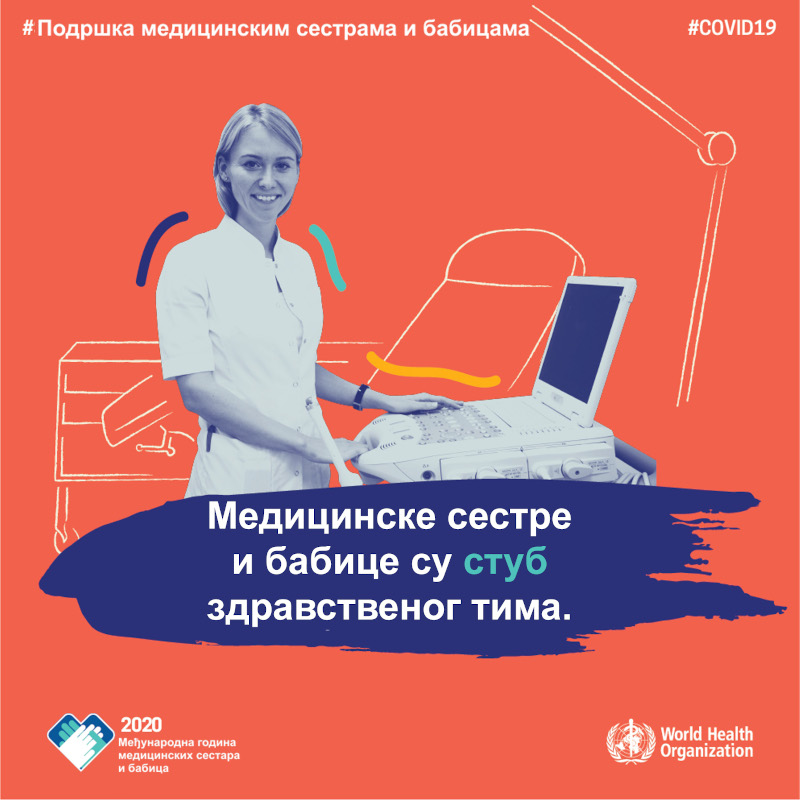 #Подршка медицинским сестрама и бабицама
#COVID19
Медицинске сестре
и бабице су стуб
здравственог тима.
2020
Међународна година
медицинских сестара
и бабица
World Health
Organization